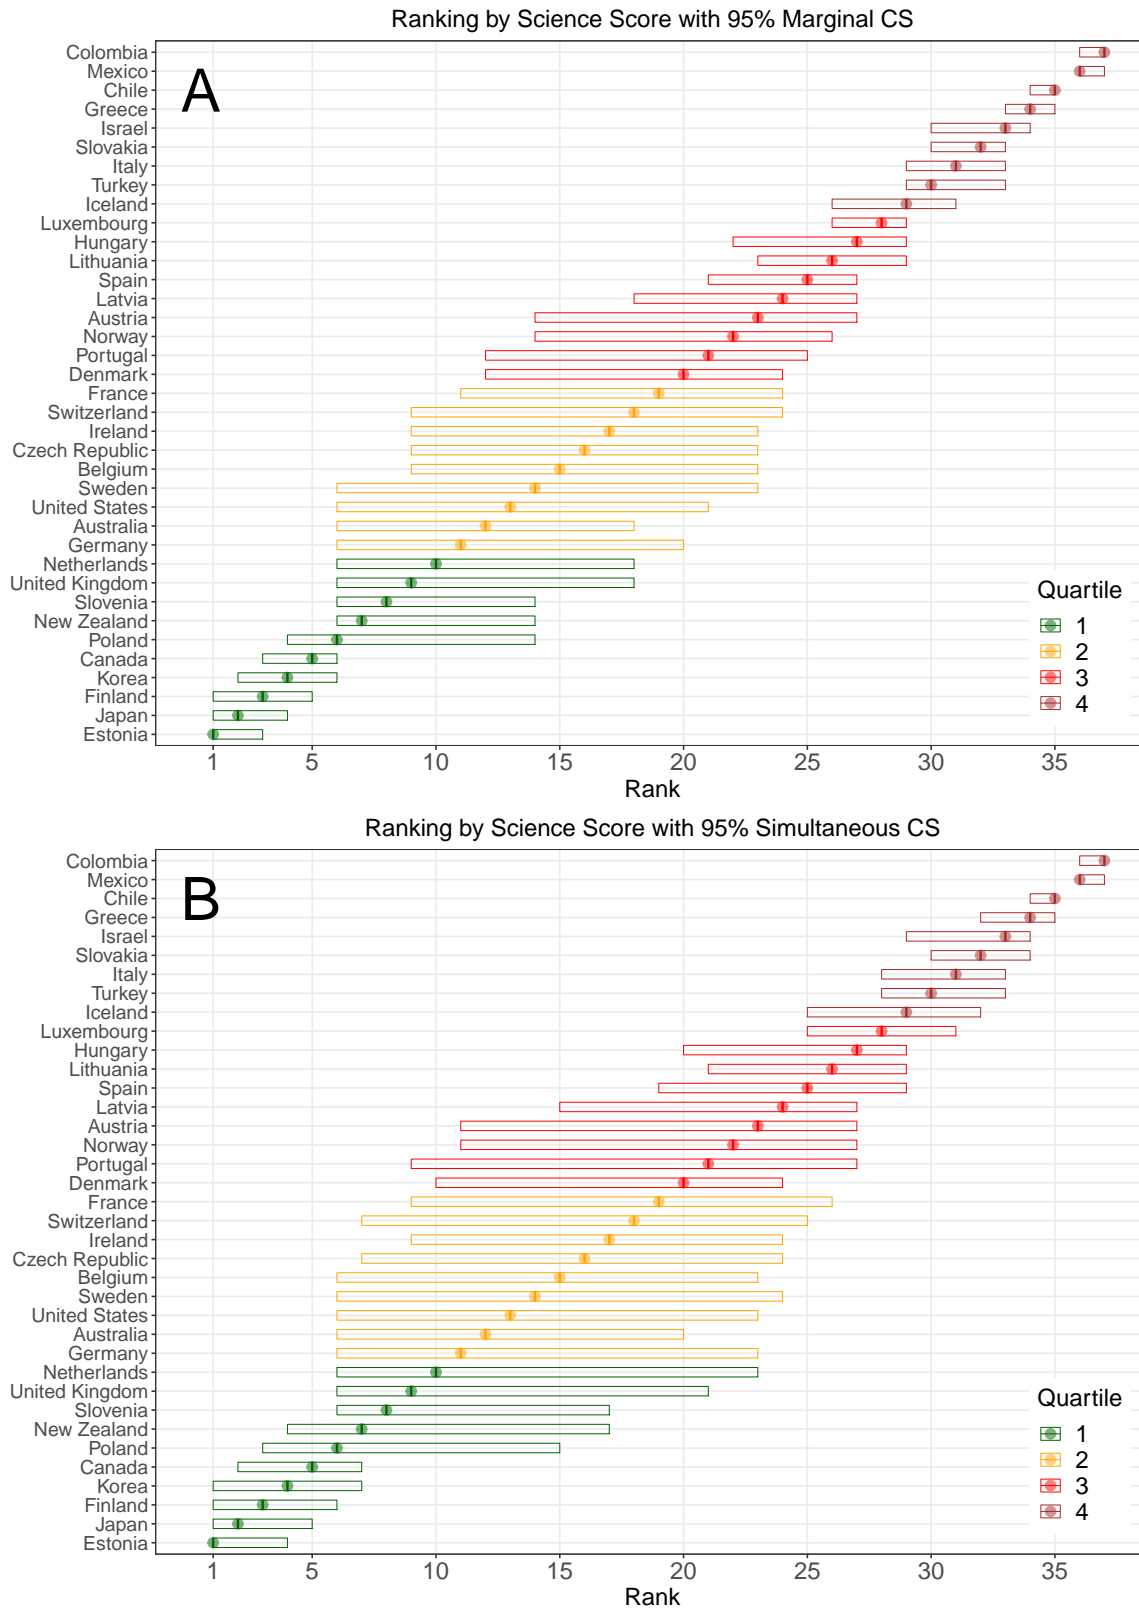 Ranking by Science Score with 95% Marginal CS
A
Colombia
Mexico
Chile
Greece
Israel
Slovakia
Italy
Turkey
Iceland
Luxembourg
Hungary
Lithuania
Spain
Latvia
Austria
Norway
Portugal
Denmark
France
Switzerland
Ireland
Czech Republic
Belgium
Sweden
United States
Australia
Germany
Netherlands
United Kingdom
Slovenia
New Zealand
Poland
Canada
Korea
Finland
Japan
Estonia
Quartile
1
2
3
4
1 5 10 15 20 25 30 35
Rank
Ranking by Science Score with 95% Simultaneous CS
B
Colombia
Mexico
Chile
Greece
Israel
Slovakia
Italy
Turkey
Iceland
Luxembourg
Hungary
Lithuania
Spain
Latvia
Austria
Norway
Portugal
Denmark
France
Switzerland
Ireland
Czech Republic
Belgium
Sweden
United States
Australia
Germany
Netherlands
United Kingdom
Slovenia
New Zealand
Poland
Canada
Korea
Finland
Japan
Estonia
Quartile
1
2
3
4
1 5 10 15 20 25 30 35
Rank